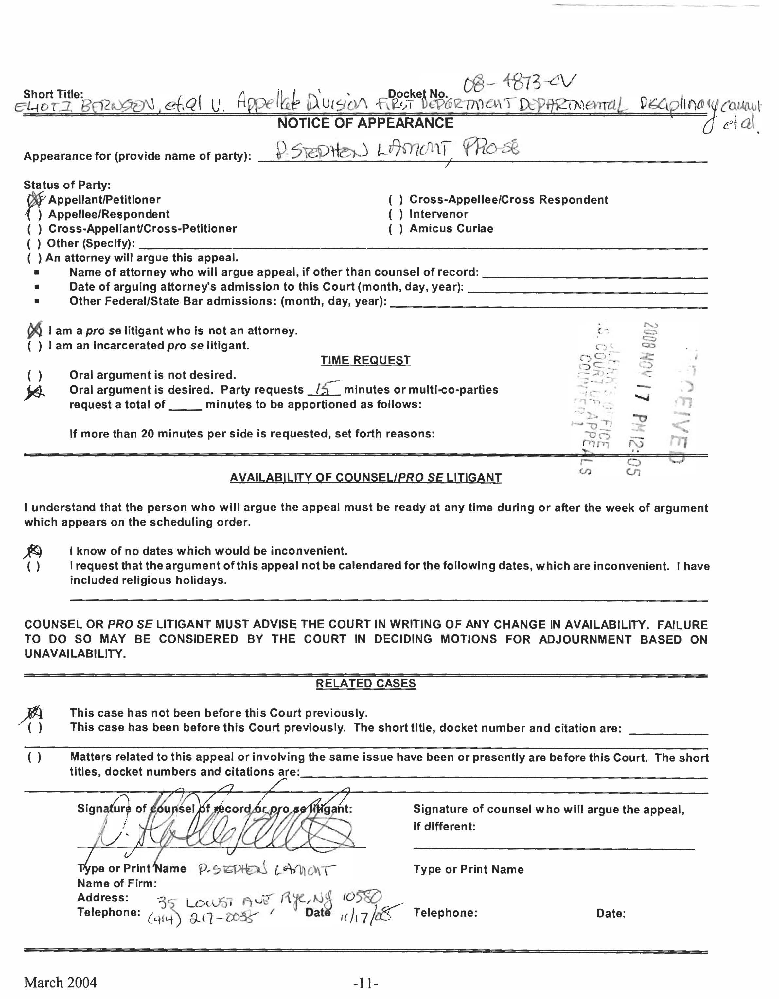 Short Title: Docket No. 08-4873-CV
ELIOT I BERNSTEIN, et.al v. Appellate Division FIRST DEPARTMENT DEPARTMENTAL Disciplinary
et al.
NOTICE OF APPEARANCE
Appearance for (provide name of party): P. STEPHEN LAMONT, PRO-SE
Status of Party:
(X) Appellant/Petitioner ( ) Cross-Appellee/Cross Respondent
( ) Appellee/Respondent ( ) Intervenor
( ) Cross-Appellant/Cross-Petitioner ( ) Amicus Curiae
( ) Other (Specify):
( ) An attorney will argue this appeal.
▪ Name of attorney who will argue appeal, if other than counsel of record:
▪ Date of arguing attorney's admission to this Court (month, day, year):
▪ Other Federal/State Bar admissions: (month, day, year):
(X) I am a pro se litigant who is not an attorney.
( ) I am an incarcerated pro se litigant.
TIME REQUEST
( ) Oral argument is not desired.
(X) Oral argument is desired. Party requests 15 minutes or multi-co-parties
request a total of ____ minutes to be apportioned as follows:
If more than 20 minutes per side is requested, set forth reasons:
RECEIVED
2008 NOV 17 PM 12:05
CLERK'S OFFICE
U.S. COURT OF APPEALS
COUNTER 1
AVAILABILITY OF COUNSEL/PRO SE LITIGANT
I understand that the person who will argue the appeal must be ready at any time during or after the week of argument
which appears on the scheduling order.
(X) I know of no dates which would be inconvenient.
( ) I request that the argument of this appeal not be calendared for the following dates, which are inconvenient. I have
included religious holidays.
COUNSEL OR PRO SE LITIGANT MUST ADVISE THE COURT IN WRITING OF ANY CHANGE IN AVAILABILITY. FAILURE
TO DO SO MAY BE CONSIDERED BY THE COURT IN DECIDING MOTIONS FOR ADJOURNMENT BASED ON
UNAVAILABILITY.
RELATED CASES
(X) This case has not been before this Court previously.
( ) This case has been before this Court previously. The short title, docket number and citation are:
( ) Matters related to this appeal or involving the same issue have been or presently are before this Court. The short
titles, docket numbers and citations are:
Signature of counsel of record or pro se litigant: Signature of counsel who will argue the appeal,
if different:
P. Stephen Lamont
Type or Print Name P. STEPHEN LAMONT Type or Print Name
Name of Firm:
Address: 35 LOCUST AVE, Rye, NY 10580
Telephone: (914) 217-0038 Date 11/17/08 Telephone: Date:
March 2004 -11-